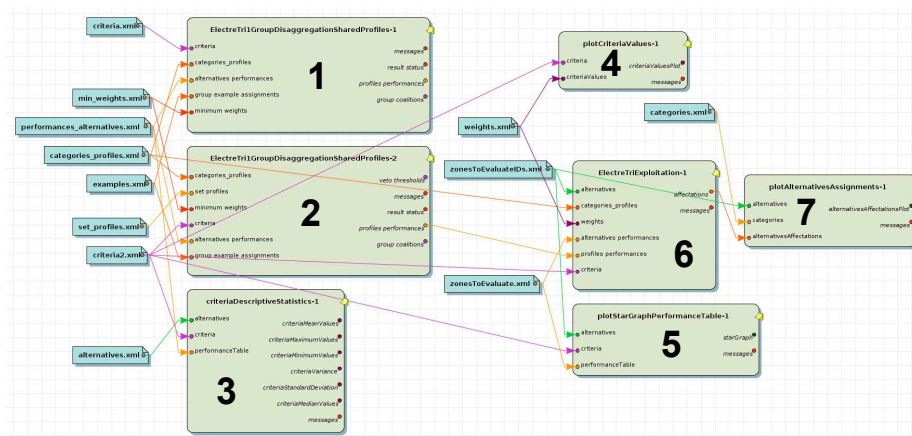 criteria.xml
min_weights.xml
performances_alternatives.xml
categories_profiles.xml
examples.xml
set_profiles.xml
criteria2.xml
alternatives.xml
ElectreTri1GroupDisaggregationSharedProfiles-1
criteria
categories_profiles
alternatives performances
group example assignments
minimum weights
1
messages
result status
profiles performances
group coalitions
ElectreTri1GroupDisaggregationSharedProfiles-2
categories_profiles
set profiles
minimum weights
criteria
alternatives performances
group example assignments
2
veto thresholds
messages
result status
profiles performances
group coalitions
criteriaDescriptiveStatistics-1
alternatives
criteria
performanceTable
3
criteriaMeanValues
criteriaMaximumValues
criteriaMinimumValues
criteriaVariance
criteriaStandardDeviation
criteriaMedianValues
messages
weights.xml
zonesToEvaluateIDs.xml
zonesToEvaluate.xml
plotCriteriaValues-1
criteria
criteriaValues
4
criteriaValuesPlot
messages
categories.xml
ElectreTriExploitation-1
alternatives
categories_profiles
weights
alternatives performances
profiles performances
criteria
6
affectations
messages
plotStarGraphPerformanceTable-1
alternatives
criteria
performanceTable
5
starGraph
messages
plotAlternativesAssignments-1
alternatives
categories
alternativesAffectations
7
alternativesAffectationsPlot
messages